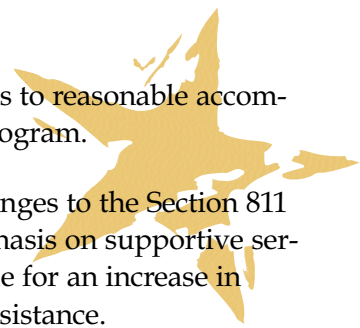 s to reasonable accom-
ogram.
nges to the Section 811
hasis on supportive ser-
e for an increase in
sistance.